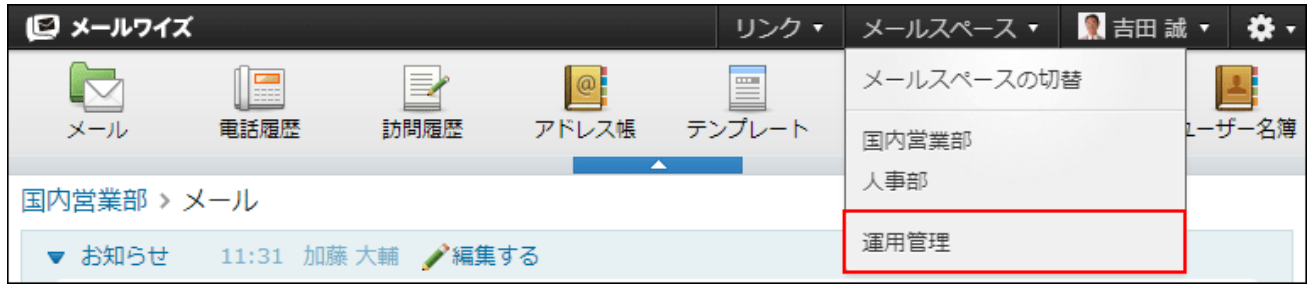 メールワイズ
リンク ▼ メールスペース ▼ 吉田 誠 ▼
メールスペースの切替
国内営業部
人事部
運用管理
メール 電話履歴 訪問履歴 アドレス帳 テンプレート ーザー名簿
国内営業部 > メール
▼ お知らせ 11:31 加藤 大輔 編集する